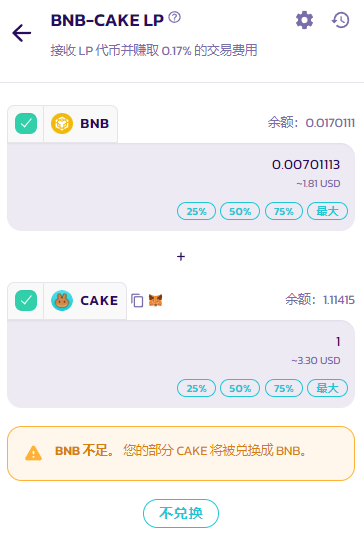 BNB-CAKE LP
接收 LP 代币并赚取 0.17% 的交易费用
BNB 余额：0.0170111
0.00701113
~1.81 USD
25% 50% 75% 最大
+
CAKE 余额：1.11415
1
~3.30 USD
25% 50% 75% 最大
BNB 不足。 您的部分 CAKE 将被兑换成 BNB。
不兑换